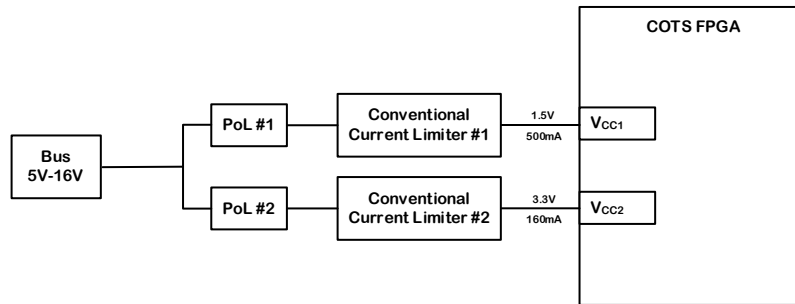 COTS FPGA
PoL #1
Conventional
Current Limiter #1
1.5V
500mA
VCC1
Bus
5V-16V
PoL #2
Conventional
Current Limiter #2
3.3V
160mA
VCC2